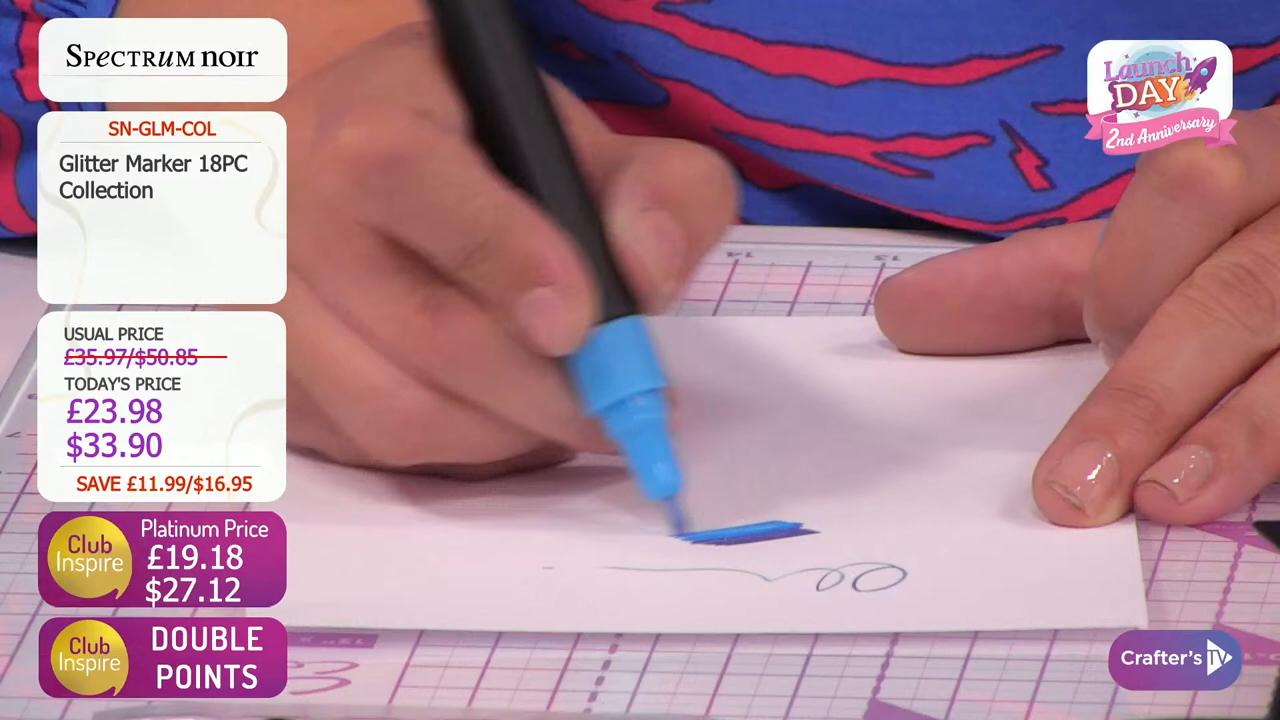 SPECTRUM noir
SN-GLM-COL
Glitter Marker 18PC
Collection
USUAL PRICE
£35.97/$50.85
TODAY'S PRICE
£23.98
$33.90
SAVE £11.99/$16.95
Club
Inspire
Platinum Price
£19.18
$27.12
Club
Inspire
DOUBLE
POINTS
Launch
DAY
2nd Anniversary
14
13
Crafter's TV